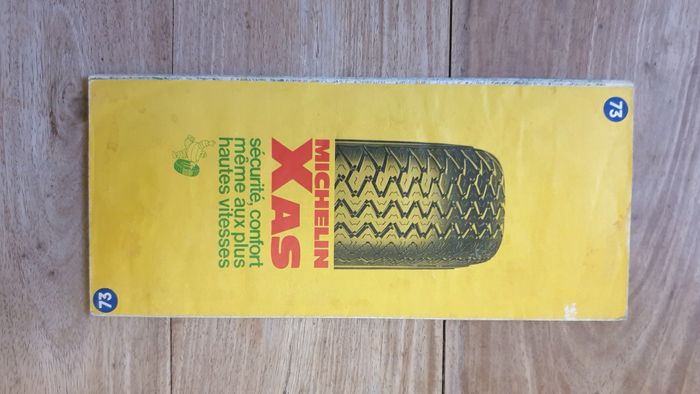 73
MICHELIN
XAS
sécurité, confort
même aux plus
hautes vitesses
73